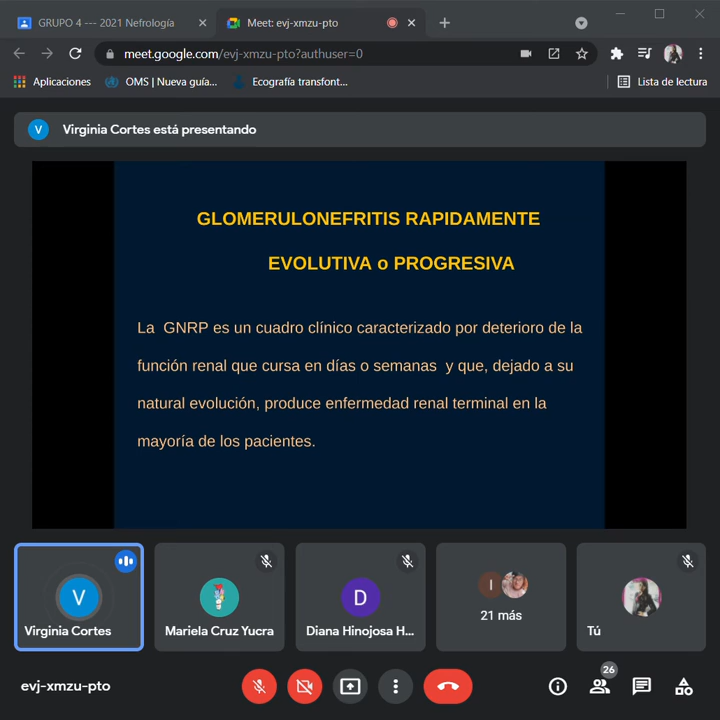 GRUPO 4 --- 2021 Nefrología
Meet: evj-xmzu-pto
meet.google.com/evj-xmzu-pto?authuser=0
Aplicaciones
OMS | Nueva guía...
Ecografía transfont...
Lista de lectura
V
Virginia Cortes está presentando
GLOMERULONEFRITIS RAPIDAMENTE
EVOLUTIVA o PROGRESIVA
La GNRP es un cuadro clínico caracterizado por deterioro de la
función renal que cursa en días o semanas y que, dejado a su
natural evolución, produce enfermedad renal terminal en la
mayoría de los pacientes.
V
Virginia Cortes
Mariela Cruz Yucra
D
Diana Hinojosa H...
I
21 más
Tú
evj-xmzu-pto
26